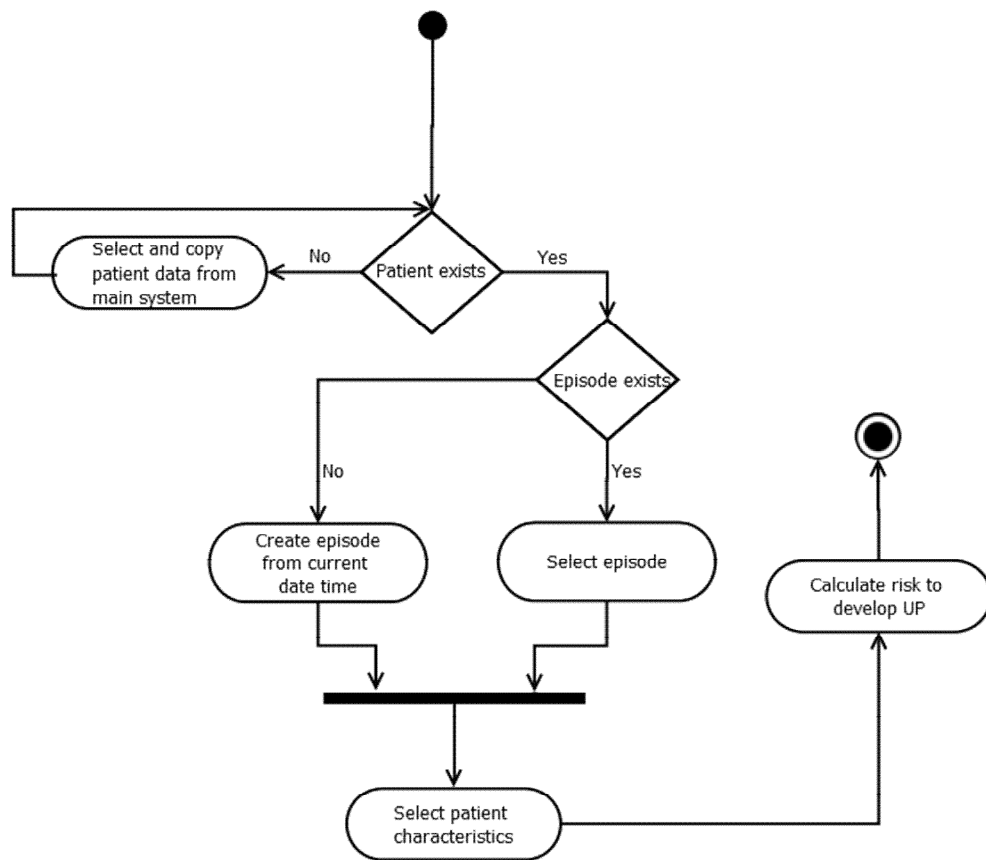 No
Yes
Select and copy
patient data from
main system
Patient exists
Episode exists
No
Yes
Create episode
from current
date time
Select episode
Calculate risk to
develop UP
Select patient
characteristics